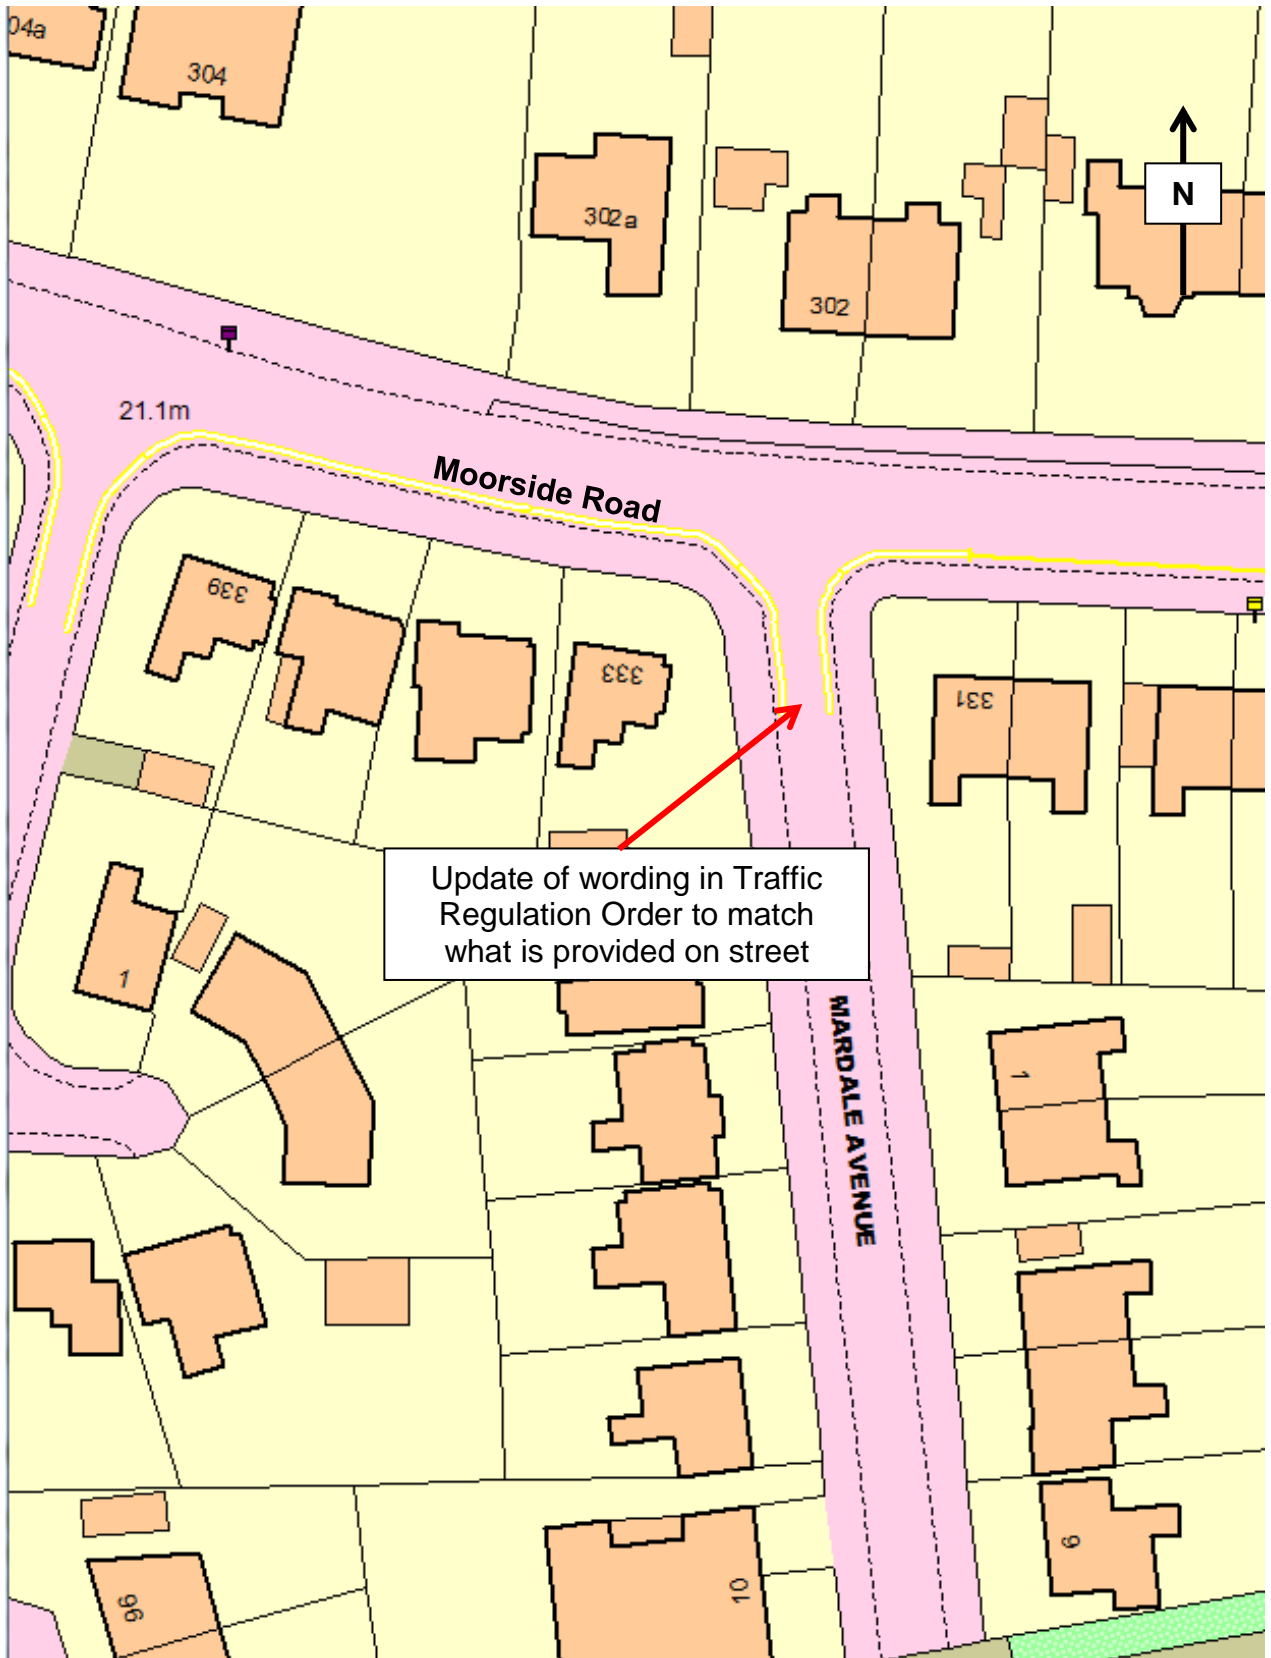 04a
304
302a
302
N
21.1m
Moorside Road
339
333
331
Update of wording in Traffic
Regulation Order to match
what is provided on street
1
MARDALE AVENUE
1
9
10
96